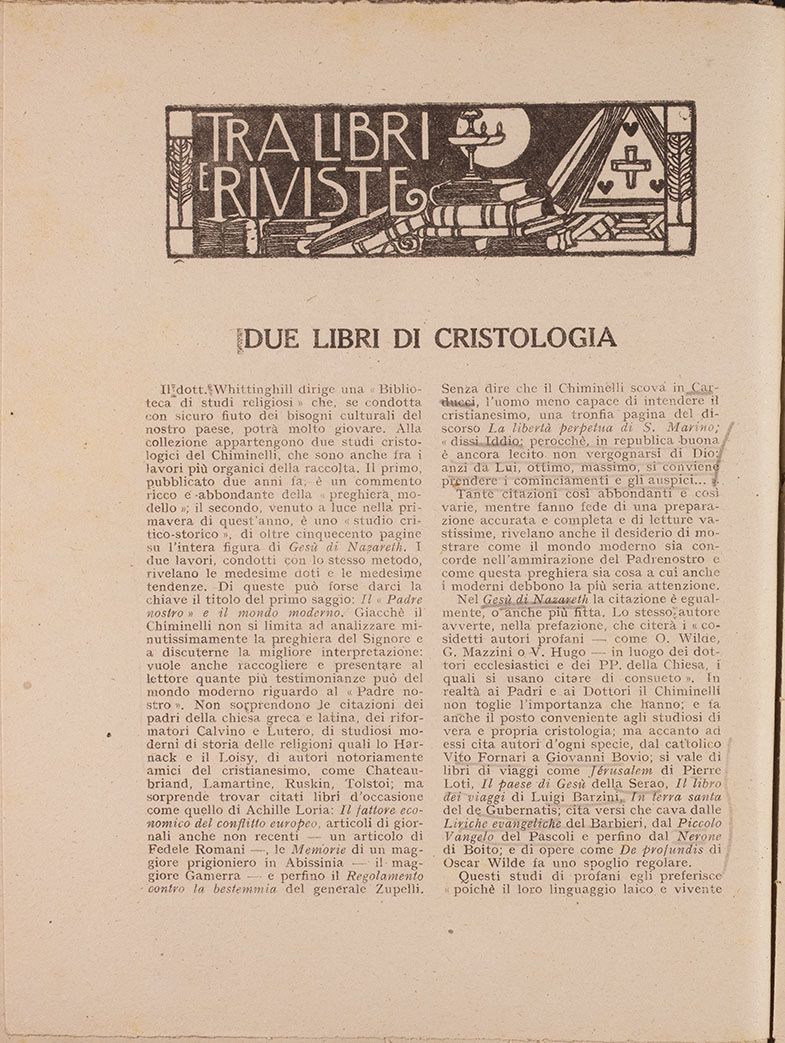 TRA LIBRI
E RIVISTE
DUE LIBRI DI CRISTOLOGIA
Il dott. Whittinghill dirige una « Biblio-
teca di studi religiosi » che, se condotta
con sicuro fiuto dei bisogni culturali del
nostro paese, potrà molto giovare. Alla
collezione appartengono due studi cristo-
logici del Chiminelli, che sono anche fra i
lavori più organici della raccolta. Il primo,
pubblicato due anni fa; è un commento
ricco e abbondante della « preghiera mo-
dello »; il secondo, venuto a luce nella pri-
mavera di quest'anno, è uno « studio cri-
tico-storico », di oltre cinquecento pagine
su l'intera figura di Gesù di Nazareth. I
due lavori, condotti con lo stesso metodo,
rivelano le medesime doti e le medesime
tendenze. Di queste può forse darci la
chiave il titolo del primo saggio: Il « Padre
nostro » e il mondo moderno. Giacchè il
Chiminelli non si limita ad analizzare mi-
nutissimamente la preghiera del Signore e
a discuterne la migliore interpretazione:
vuole anche raccogliere e presentare al
lettore quante più testimonianze può del
mondo moderno riguardo al « Padre no-
stro ». Non sorprendono le citazioni dei
padri della chiesa greca e latina, dei rifor-
matori Calvino e Lutero, di studiosi mo-
derni di storia delle religioni quali lo Har-
nack e il Loisy, di autori notoriamente
amici del cristianesimo, come Chateau-
briand, Lamartine, Ruskin, Tolstoi; ma
sorprende trovar citati libri d'occasione
come quello di Achille Loria: Il fattore eco-
nomico del conflitto europeo, articoli di gior-
nali anche non recenti — un articolo di
Fedele Romani —, le Memorie di un mag-
giore prigioniero in Abissinia — il mag-
giore Gamerra — e perfino il Regolamento
contro la bestemmia del generale Zupelli.
Senza dire che il Chiminelli scova in Car-
ducci, l'uomo meno capace di intendere il
cristianesimo, una tronfia pagina del di-
scorso La libertà perpetua di S. Marino;
« dissi Iddio; perocchè, in republica buona
è ancora lecito non vergognarsi di Dio;
anzi da Lui, ottimo, massimo, si conviene
prendere i cominciamenti e gli auspici... ».
Tante citazioni così abbondanti e così
varie, mentre fanno fede di una prepara-
zione accurata e completa e di letture va-
stissime, rivelano anche il desiderio di mo-
strare come il mondo moderno sia con-
corde nell'ammirazione del Padrenostro e
come questa preghiera sia cosa a cui anche
i moderni debbono la più seria attenzione.
Nel Gesù di Nazareth la citazione è egual-
mente, o anche più fitta. Lo stesso autore
avverte, nella prefazione, che citerà i « co-
sidetti autori profani — come O. Wilde,
G. Mazzini o V. Hugo — in luogo dei dot-
tori ecclesiastici e dei PP. della Chiesa, i
quali si usano citare di consueto ». In
realtà ai Padri e ai Dottori il Chiminelli
non toglie l'importanza che hanno; e fa
anche il posto conveniente agli studiosi di
vera e propria cristologia; ma accanto ad
essi cita autori d'ogni specie, dal cattolico
Vito Fornari a Giovanni Bovio; si vale di
libri di viaggi come Jérusalem di Pierre
Loti, Il paese di Gesù della Serao, Il libro
dei viaggi di Luigi Barzini, In terra santa
del de Gubernatis; cita versi che cava dalle
Liriche evangeliche del Barbieri, dal Piccolo
Vangelo del Pascoli e perfino dal Nerone
di Boito; e di opere come De profundis di
Oscar Wilde fa uno spoglio regolare.
Questi studi di profani egli preferisce
« poichè il loro linguaggio laico e vivente